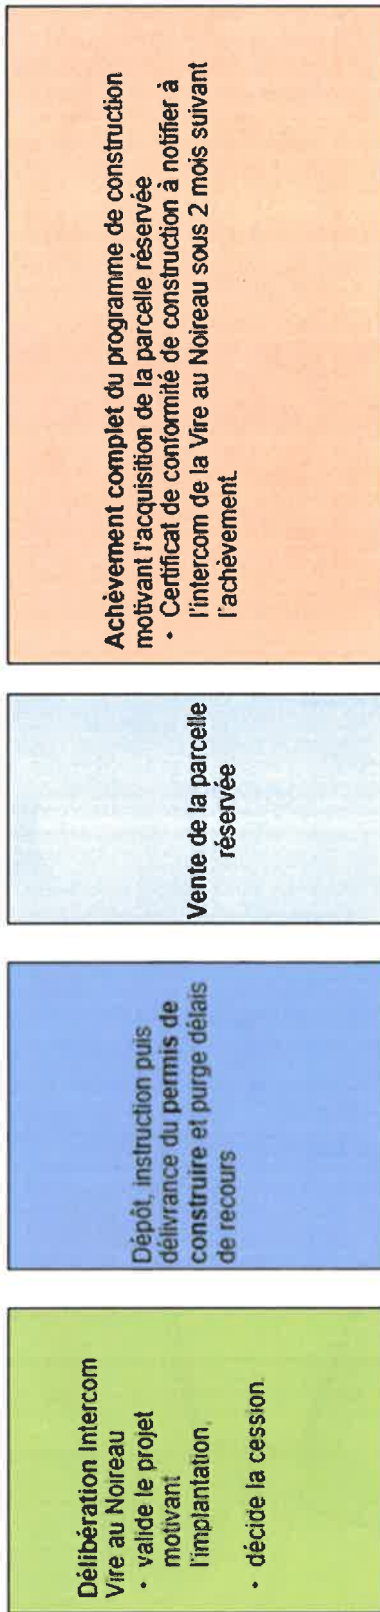 Délibération Intercom
Vire au Noireau
• valide le projet
motivant
l'implantation.
• décide la cession.
Dépôt, instruction puis
délivrance du permis de
construire et purge délais
de recours
Vente de la parcelle
réservée
Achèvement complet du programme de construction
motivant l'acquisition de la parcelle réservée
• Certificat de conformité de construction à notifier à
l'intercom de la Vire au Noireau sous 2 mois suivant
l'achèvement.